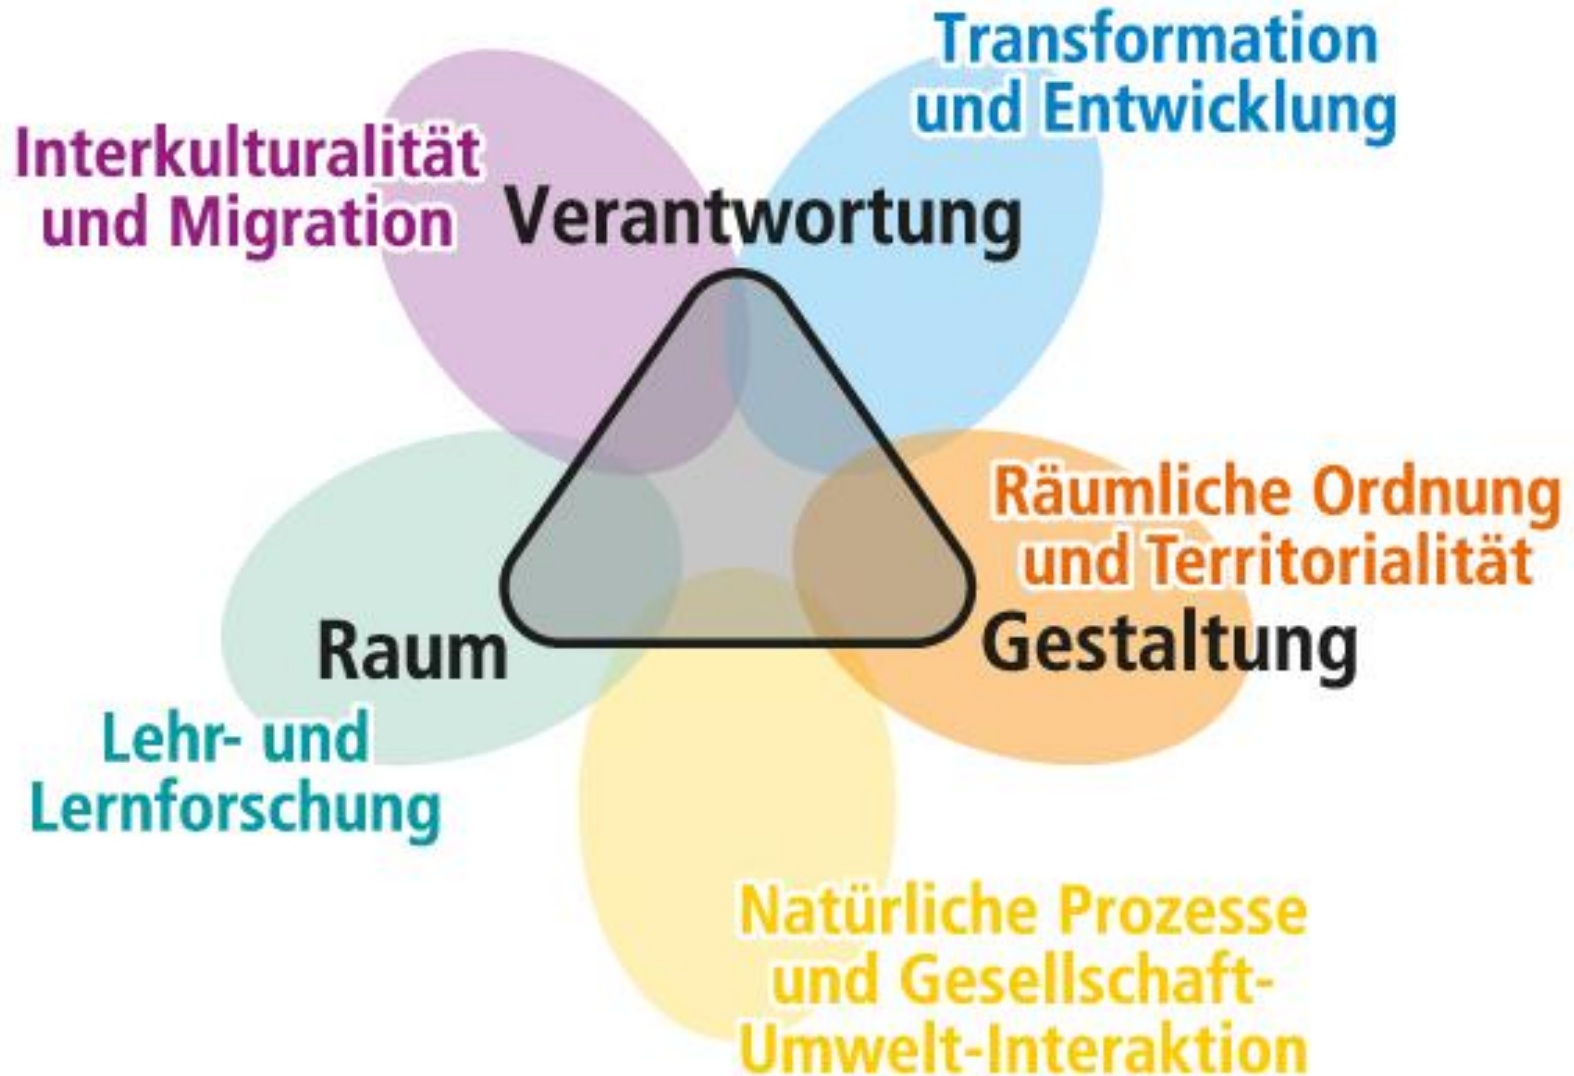 Transformation
und Entwicklung
Interkulturalität
und Migration
Verantwortung
Räumliche Ordnung
und Territorialität
Raum
Gestaltung
Lehr- und
Lernforschung
Natürliche Prozesse
und Gesellschaft-
Umwelt-Interaktion